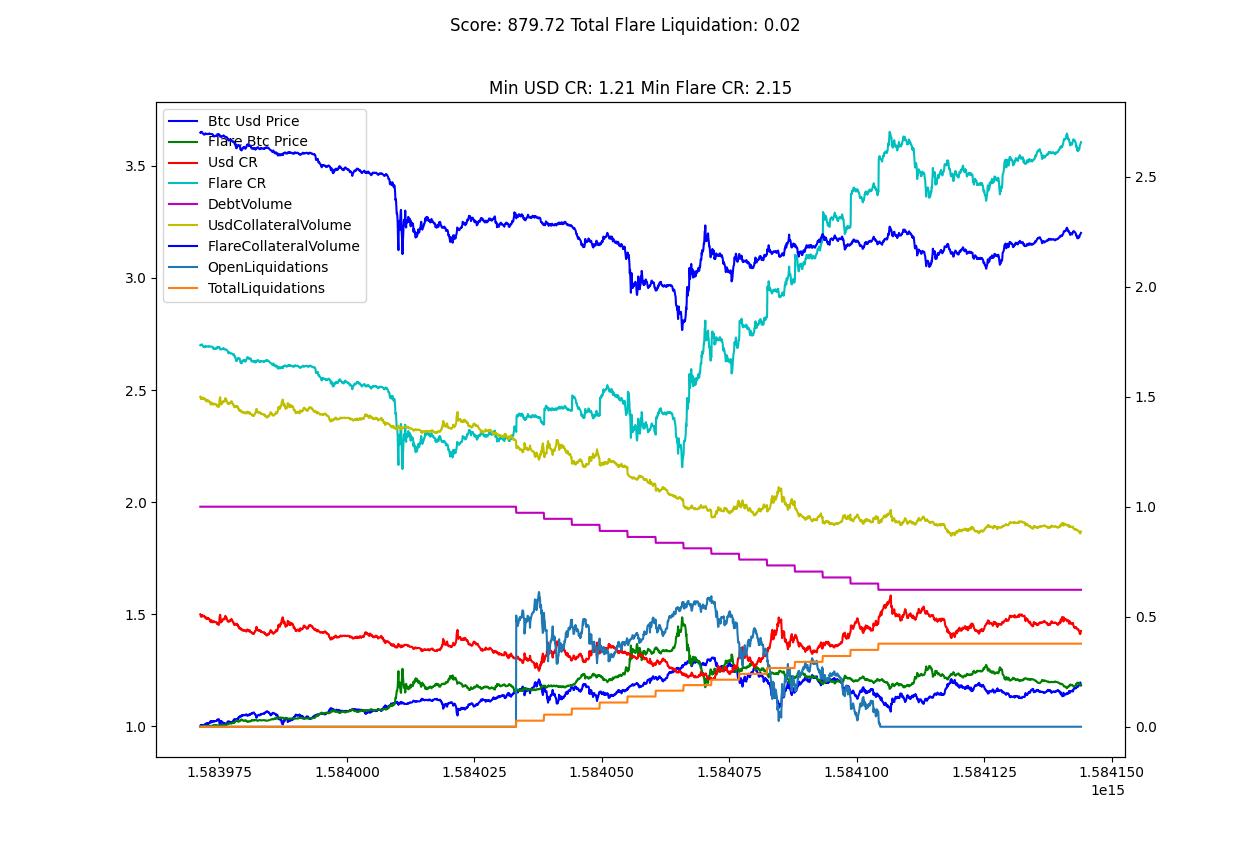 Score: 879.72 Total Flare Liquidation: 0.02
Min USD CR: 1.21 Min Flare CR: 2.15
Btc Usd Price
Flare Btc Price
Usd CR
Flare CR
DebtVolume
UsdCollateralVolume
FlareCollateralVolume
OpenLiquidations
TotalLiquidations
3.5
3.0
2.5
2.0
1.5
1.0
2.5
2.0
1.5
1.0
0.5
0.0
1.583975 1.584000 1.584025 1.584050 1.584075 1.584100 1.584125 1.584150
1e15